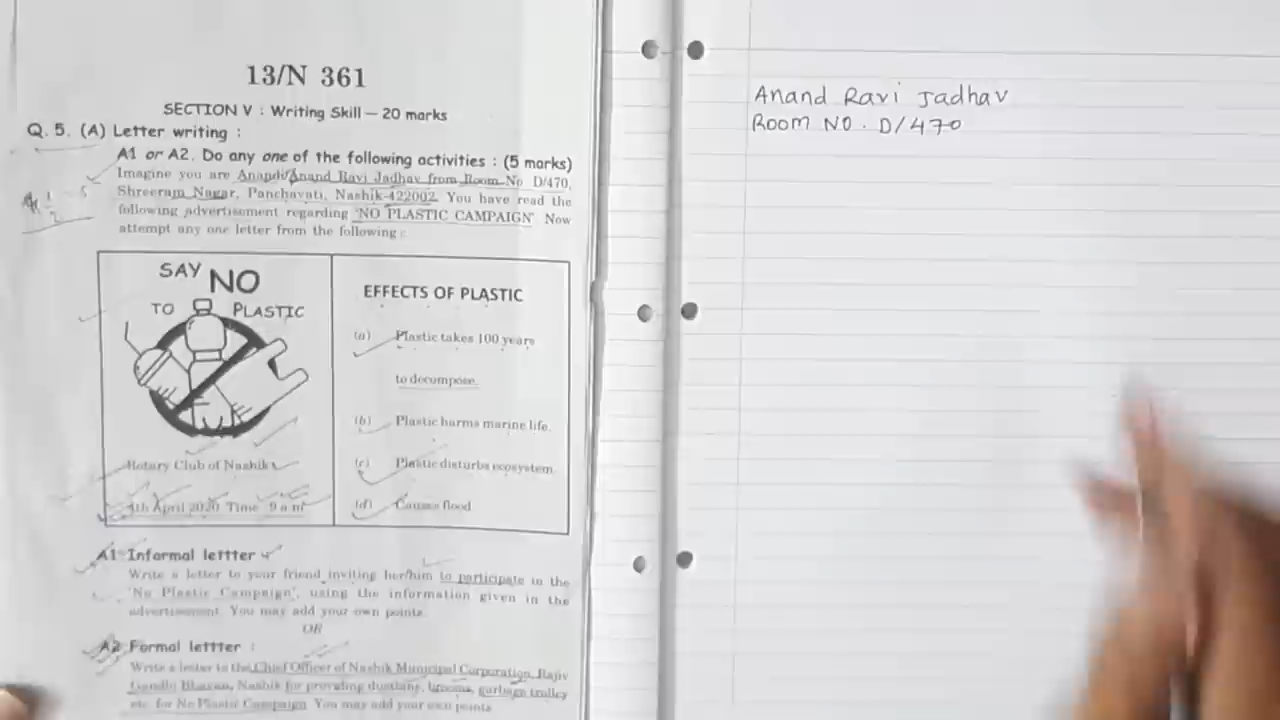 13/N 361
SECTION V : Writing Skill — 20 marks
Q. 5. (A) Letter writing :
A1 or A2. Do any one of the following activities : (5 marks)
Imagine you are Anandi/Anand Ravi Jadhav from Room No D/470,
Shreeram Nagar, Panchavati, Nashik-422002. You have read the
following advertisement regarding 'NO PLASTIC CAMPAIGN' Now
attempt any one letter from the following :
SAY NO
TO PLASTIC
Rotary Club of Nashik
4th April 2020 Time 9 a m
EFFECTS OF PLASTIC
(a) Plastic takes 100 years
to decompose.
(b) Plastic harms marine life.
(c) Plastic disturbs ecosystem.
(d) Causes flood
A1 Informal lettter
Write a letter to your friend inviting her/him to participate in the
'No Plastic Campaign', using the information given in the
advertisement. You may add your own points.
OR
A2 Formal lettter :
Write a letter to the Chief Officer of Nashik Municipal Corporation, Rajiv
Gandhi Bhavan, Nashik for providing dustbins, brooms, garbage trolley
etc. for No Plastic Campaign. You may add your own points
Anand Ravi Jadhav
Room NO. D/470